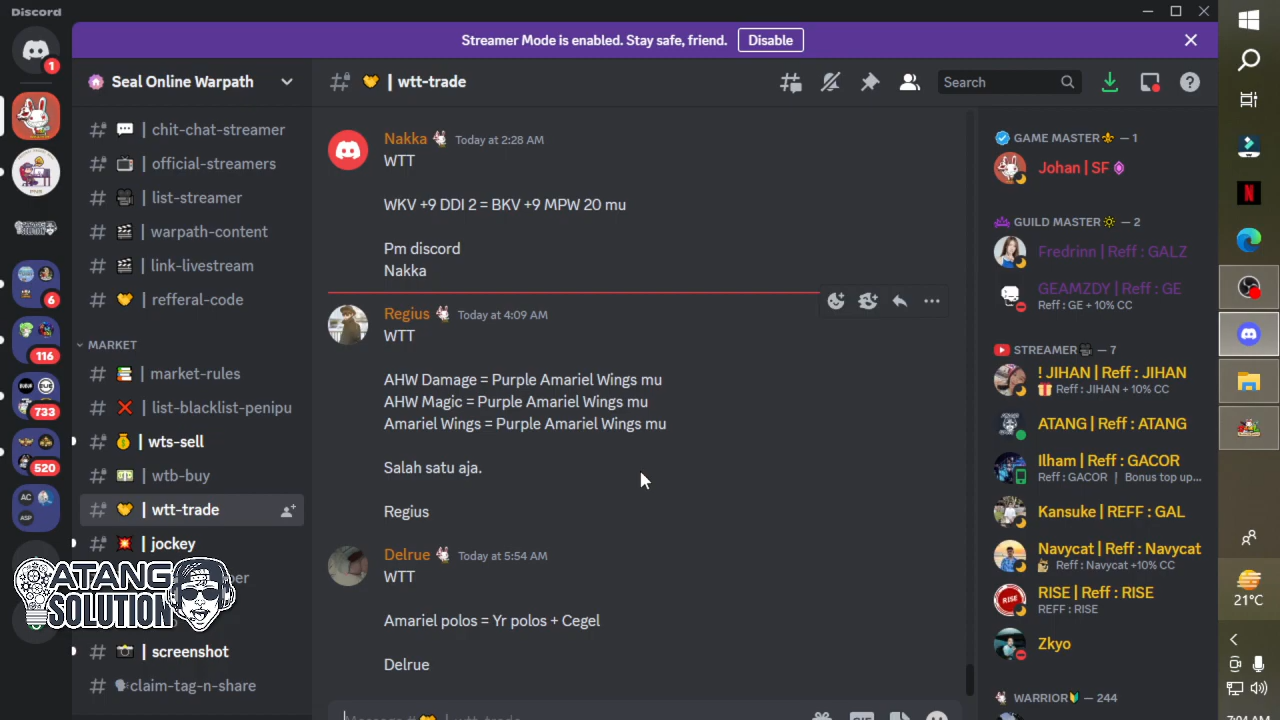 Discord
Streamer Mode is enabled. Stay safe, friend. Disable
1
Seal Online Warpath
| wtt-trade
Search
| chit-chat-streamer
| official-streamers
| list-streamer
| warpath-content
| link-livestream
| refferal-code
MARKET
| market-rules
| list-blacklist-penipu
| wts-sell
| wtb-buy
| wtt-trade
| jockey
| screenshot
claim-tag-n-share
6
116
733
520
AC
ASP
ATANG
SOLUTION
Nakka Today at 2:28 AM
WTT
WKV +9 DDI 2 = BKV +9 MPW 20 mu
Pm discord
Nakka
Regius Today at 4:09 AM
WTT
AHW Damage = Purple Amariel Wings mu
AHW Magic = Purple Amariel Wings mu
Amariel Wings = Purple Amariel Wings mu
Salah satu aja.
Regius
Delrue Today at 5:54 AM
WTT
Amariel polos = Yr polos + Cegel
Delrue
GIF
GAME MASTER — 1
Johan | SF
GUILD MASTER — 2
Fredrinn | Reff : GALZ
GEAMZDY | Reff : GE
Reff : GE + 10% CC
STREAMER — 7
! JIHAN | Reff : JIHAN
Reff : JIHAN + 10% CC
ATANG | Reff : ATANG
Ilham | Reff : GACOR
Reff : GACOR | Bonus top up...
Kansuke | REFF : GAL
Navycat | Reff : Navycat
Reff : Navycat +10% CC
RISE | Reff : RISE
REFF : RISE
Zkyo
WARRIOR — 244
21°C